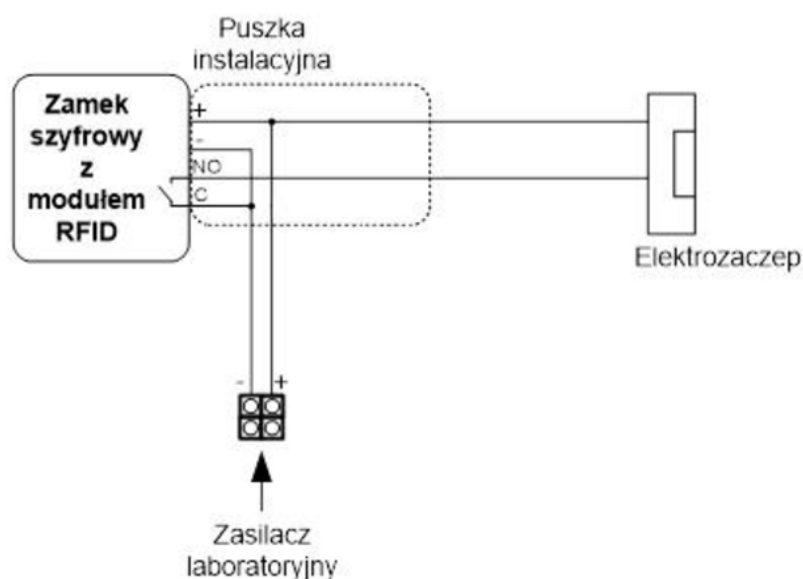 Puszka
instalacyjna
Zamek
szyfrowy
z
modułem
RFID
+
-
NO
C
Elektrozaczep
- +
Zasilacz
laboratoryjny